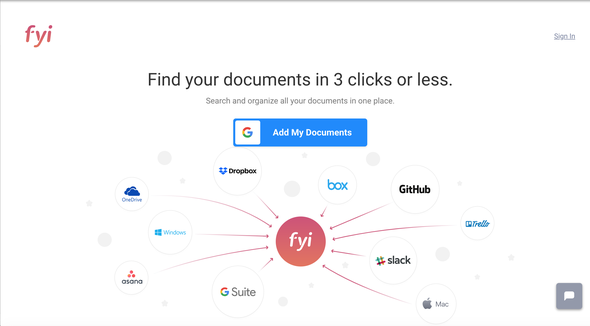 fyi
Sign In
Find your documents in 3 clicks or less.
Search and organize all your documents in one place.
G Add My Documents
Dropbox
box
GitHub
OneDrive
Trello
Windows
fyi
slack
asana
G Suite
Mac